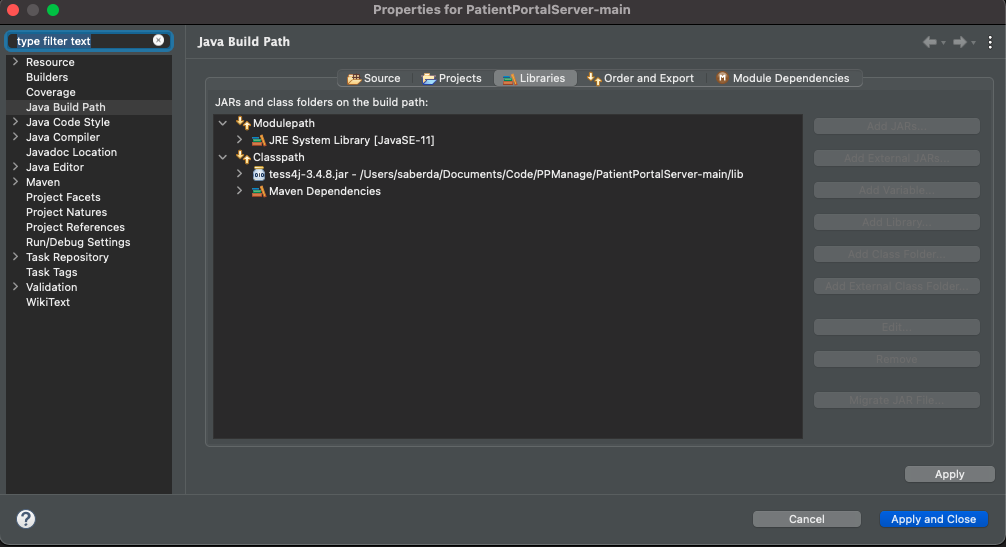 Properties for PatientPortalServer-main
type filter text
Resource
Builders
Coverage
Java Build Path
Java Code Style
Java Compiler
Javadoc Location
Java Editor
Maven
Project Facets
Project Natures
Project References
Run/Debug Settings
Task Repository
Task Tags
Validation
WikiText
Java Build Path
Source Projects Libraries Order and Export Module Dependencies
JARs and class folders on the build path:
Modulepath
JRE System Library [JavaSE-11]
Classpath
tess4j-3.4.8.jar - /Users/saberda/Documents/Code/PPManage/PatientPortalServer-main/lib
Maven Dependencies
Add JARs...
Add External JARs...
Add Variable...
Add Library...
Add Class Folder...
Add External Class Folder...
Edit...
Remove
Migrate JAR File...
Apply
Cancel Apply and Close